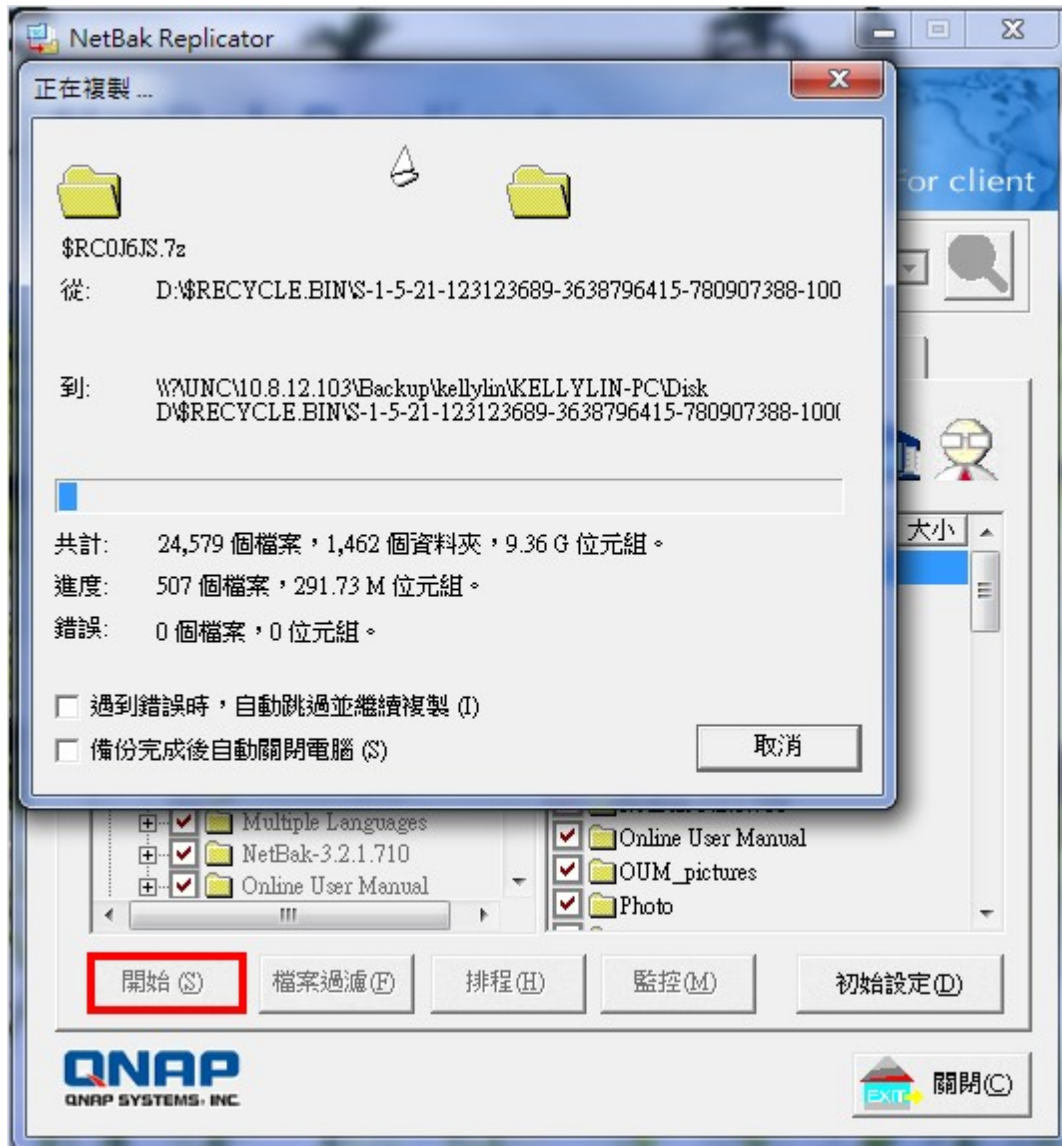 NetBak Replicator
正在複製 ...
For client
$RC0J6JS.7z
從: D:\$RECYCLE.BIN\S-1-5-21-123123689-3638796415-780907388-100
到: \\?\UNC\10.8.12.103\Backup\kellylin\KELLYLIN-PC\Disk
D\$RECYCLE.BIN\S-1-5-21-123123689-3638796415-780907388-100(
大小
共計: 24,579 個檔案，1,462 個資料夾，9.36 G 位元組。
進度: 507 個檔案，291.73 M 位元組。
錯誤: 0 個檔案，0 位元組。
遇到錯誤時，自動跳過並繼續複製 (I)
備份完成後自動關閉電腦 (S)
取消
Multiple Languages
NetBak-3.2.1.710
Online User Manual
Online User Manual
OUM_pictures
Photo
開始 (S)
檔案過濾(F)
排程(H)
監控(M)
初始設定(D)
QNAP
QNAP SYSTEMS, INC.
EXIT
關閉(C)